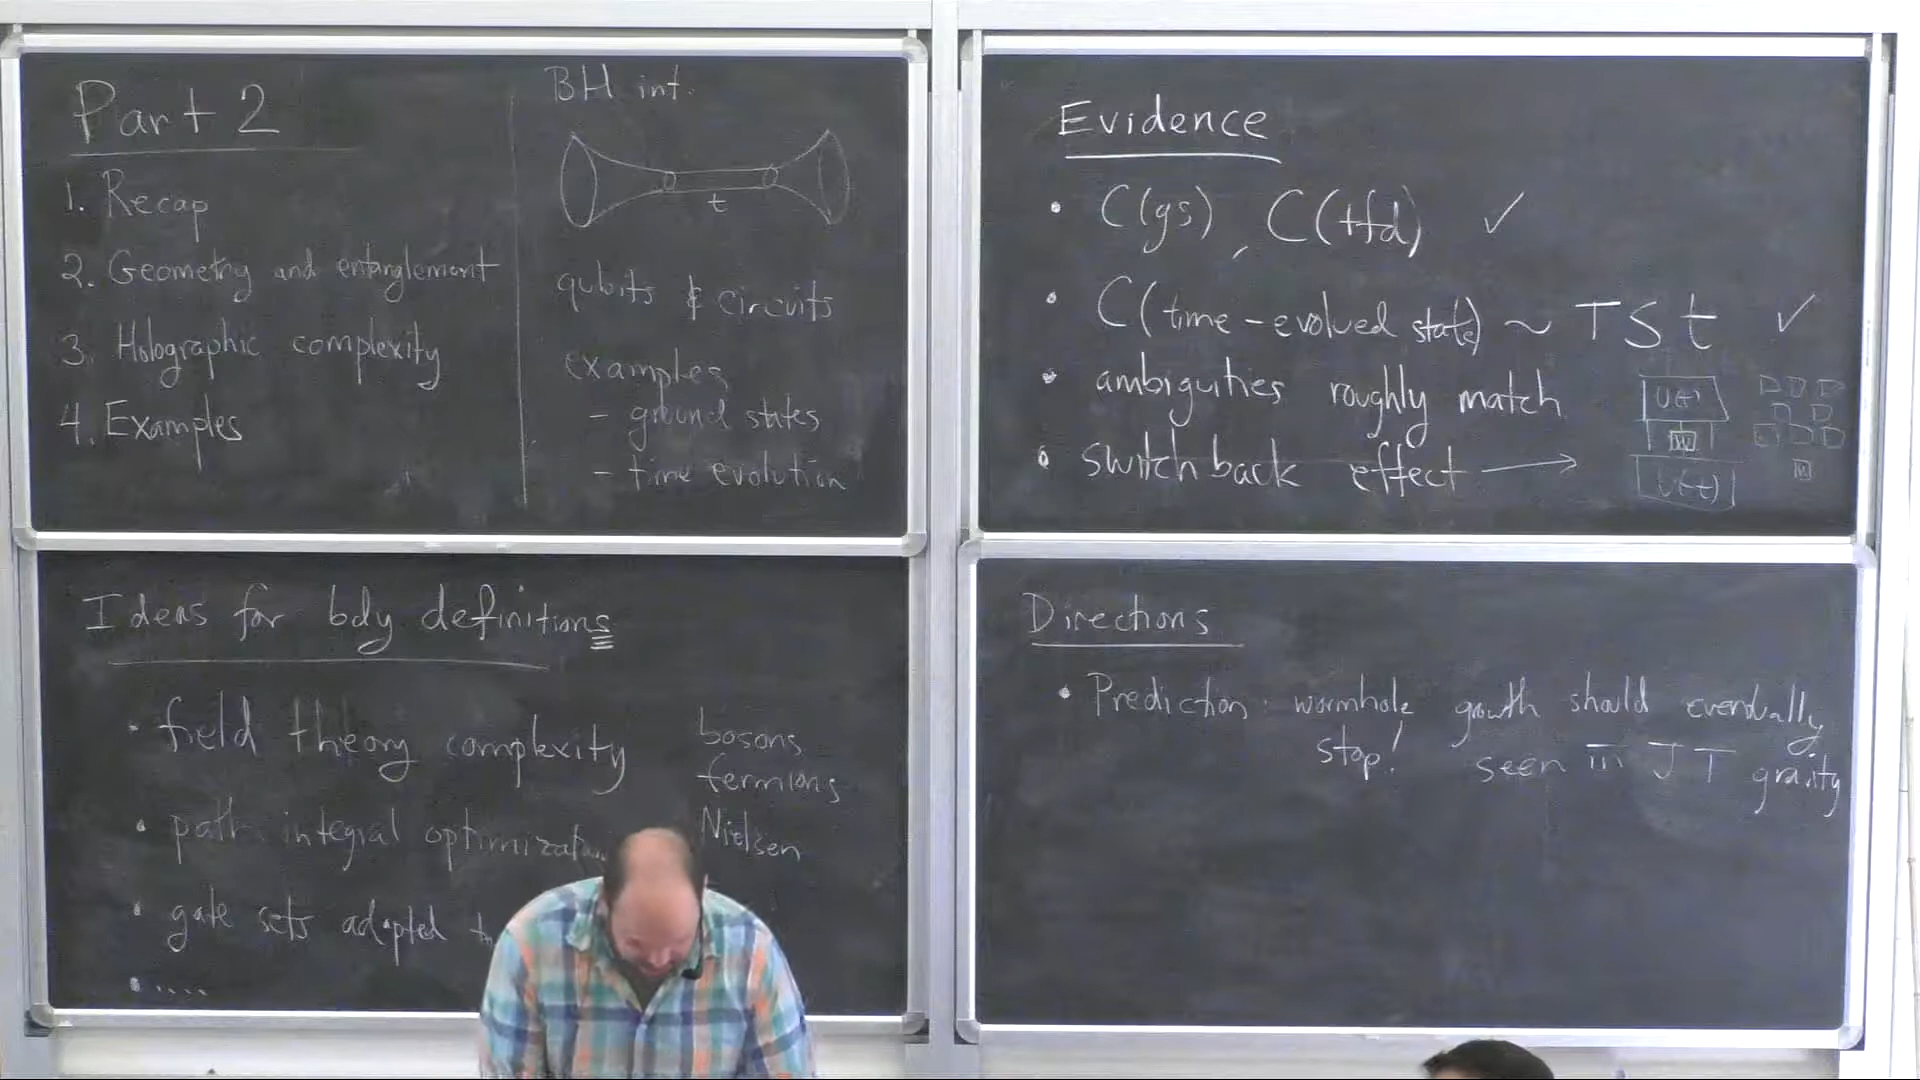 Part 2
1. Recap
2. Geometry and entanglement
3. Holographic complexity
4. Examples
BH int.
t
qubits & circuits
examples
- ground states
- time evolution
Evidence
• C(gs), C(tfd) ✓
• C(time-evolved state) ~ TSt ✓
• ambiguities roughly match
• switchback effect →
U(t)
W
U(-t)
W
Ideas for bdy definitions
• field theory complexity
bosons
fermions
Nielsen
• path integral
• gate sets adapted
• ....
Directions
• Prediction: wormhole growth should eventually
stop! seen in JT gravity